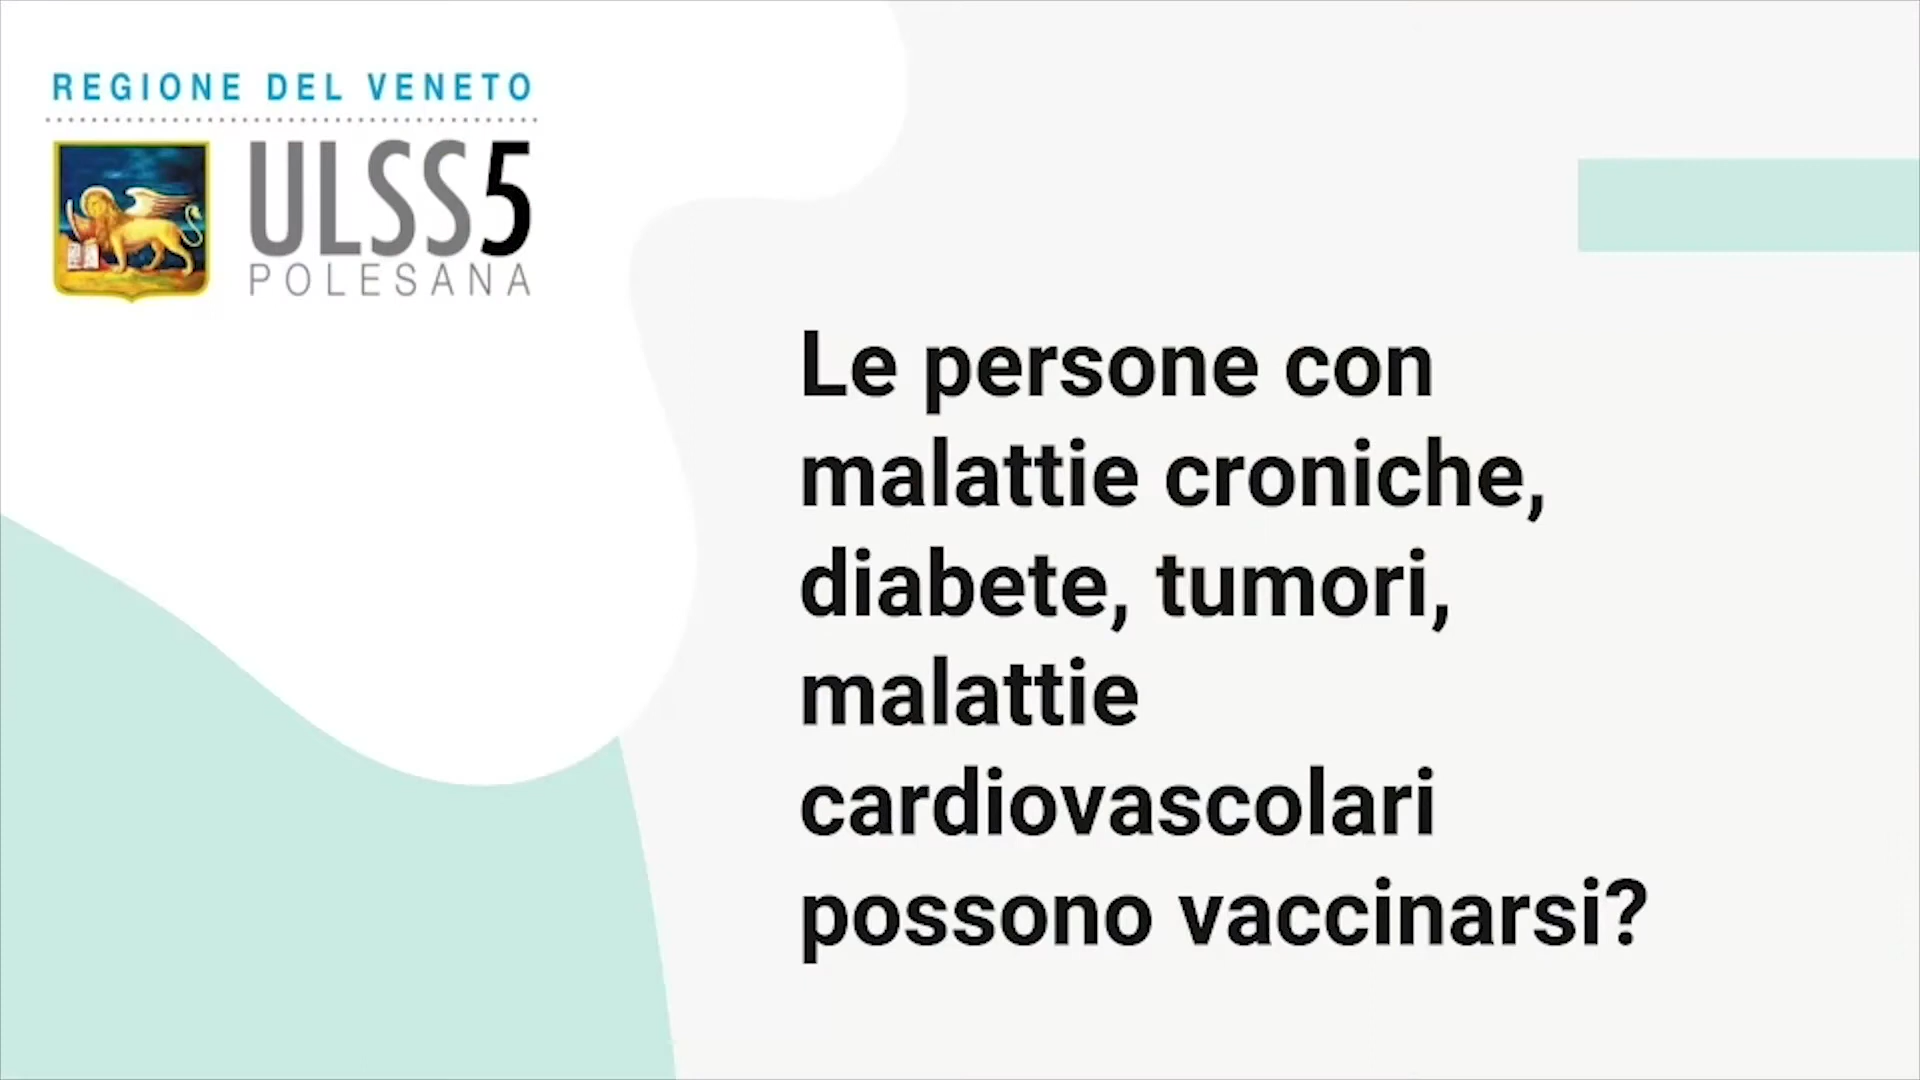 REGIONE DEL VENETO
ULSS5
POLESANA
Le persone con
malattie croniche,
diabete, tumori,
malattie
cardiovascolari
possono vaccinarsi?